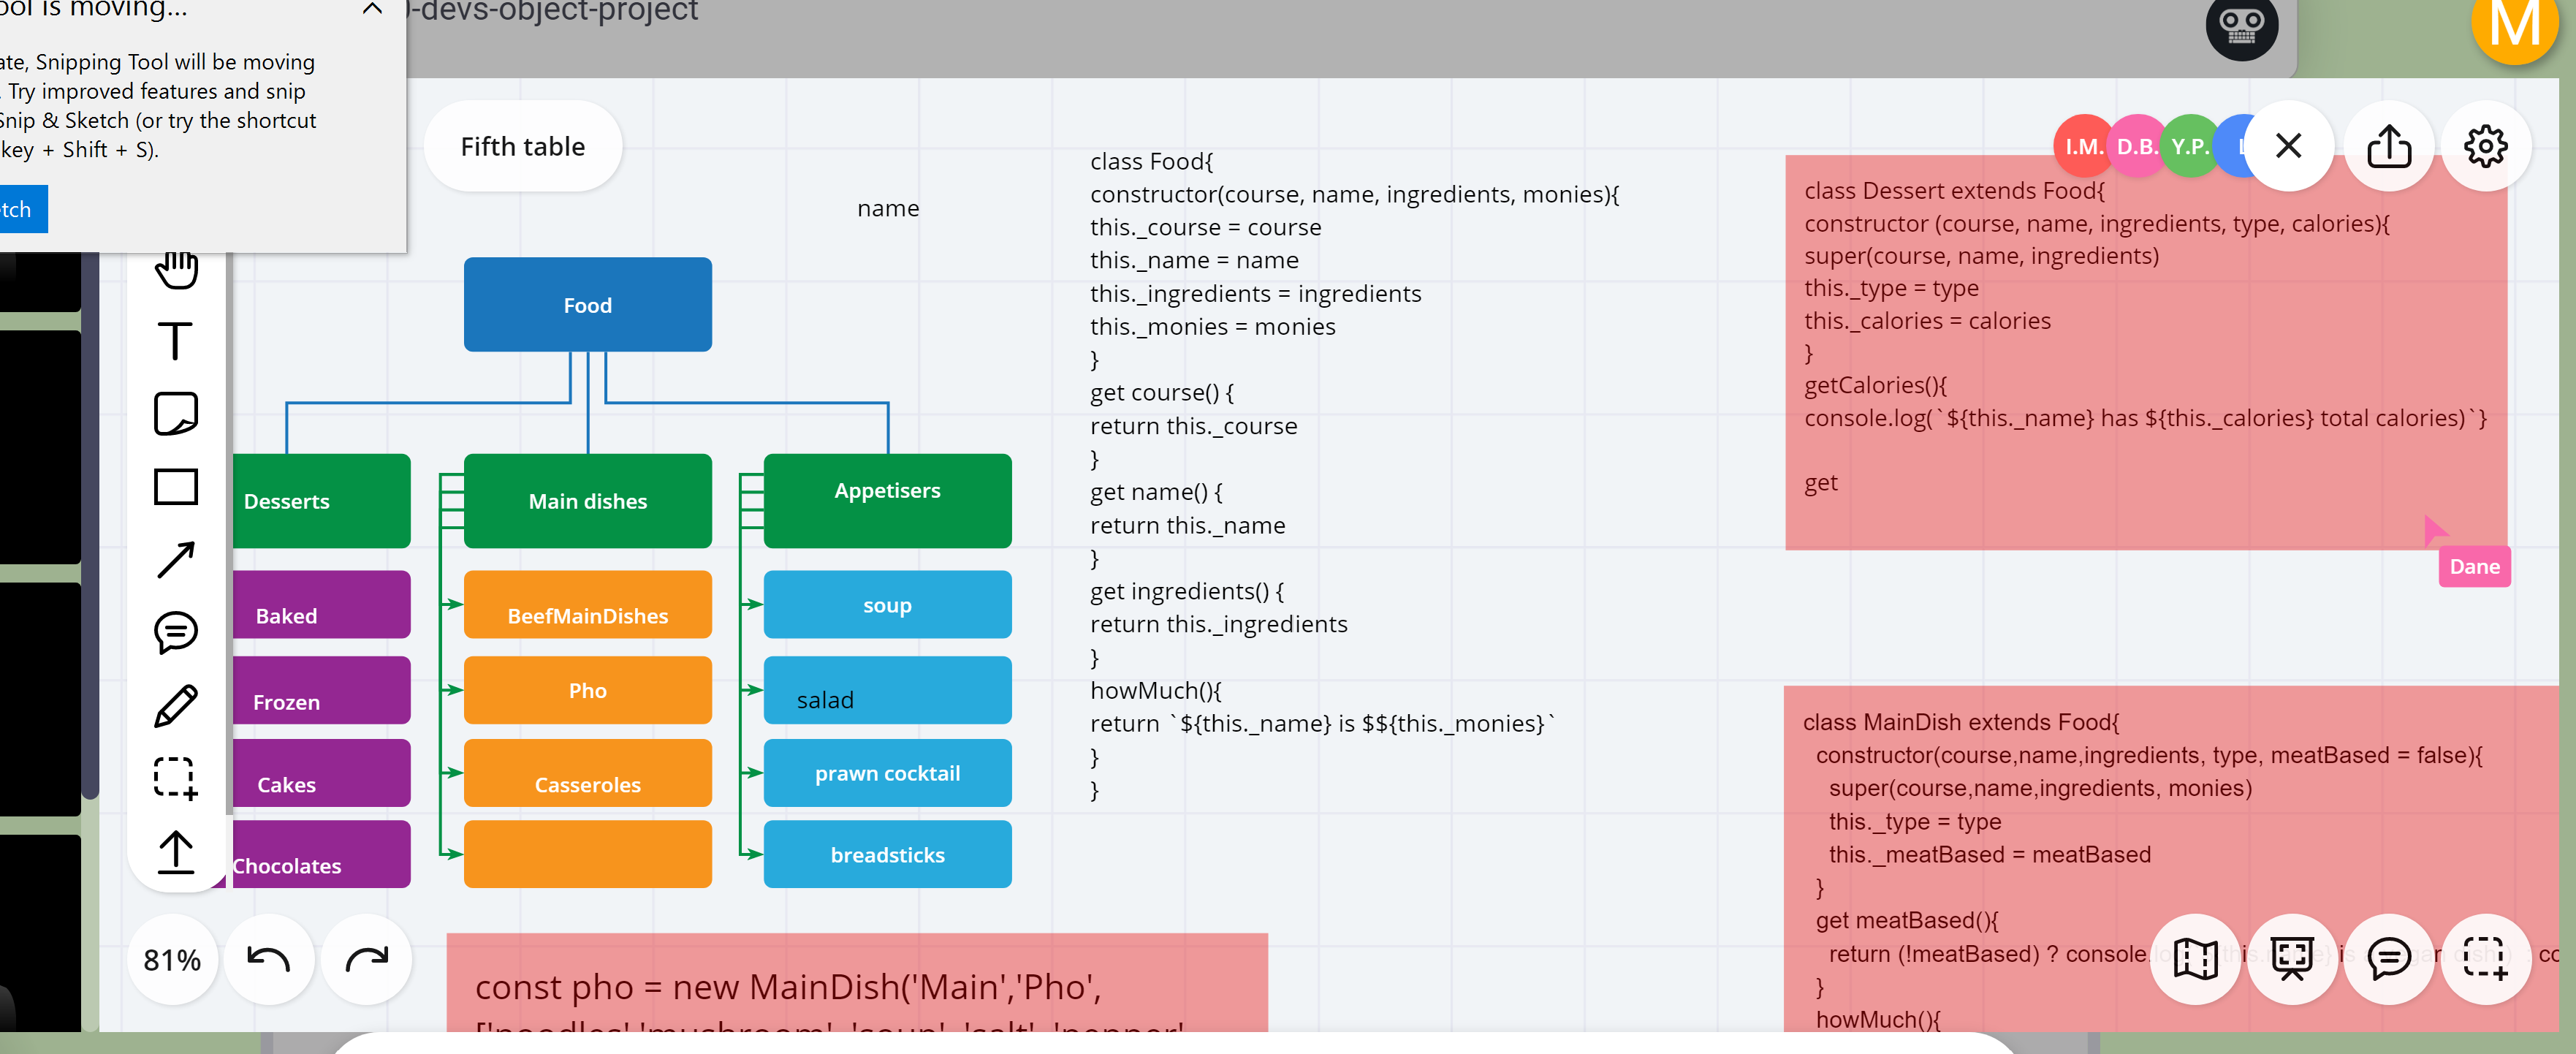 ool is moving...
ate, Snipping Tool will be moving
. Try improved features and snip
Snip & Sketch (or try the shortcut
key + Shift + S).
etch
-devs-object-project
M
Fifth table
name
I.M.
D.B.
Y.P.
Food
Desserts
Main dishes
Appetisers
Baked
BeefMainDishes
soup
Frozen
Pho
salad
Cakes
Casseroles
prawn cocktail
Chocolates
breadsticks
81%
class Food{
constructor(course, name, ingredients, monies){
this._course = course
this._name = name
this._ingredients = ingredients
this._monies = monies
}
get course() {
return this._course
}
get name() {
return this._name
}
get ingredients() {
return this._ingredients
}
howMuch(){
return `${this._name} is $${this._monies}`
}
}
class Dessert extends Food{
constructor (course, name, ingredients, type, calories){
super(course, name, ingredients)
this._type = type
this._calories = calories
}
getCalories(){
console.log(`${this._name} has ${this._calories} total calories)`}
get
Dane
class MainDish extends Food{
constructor(course,name,ingredients, type, meatBased = false){
super(course,name,ingredients, monies)
this._type = type
this._meatBased = meatBased
}
get meatBased(){
return (!meatBased) ? console.
}
howMuch(){
const pho = new MainDish('Main','Pho',
['noodles','mushroom', 'soup', 'salt', 'pepper'